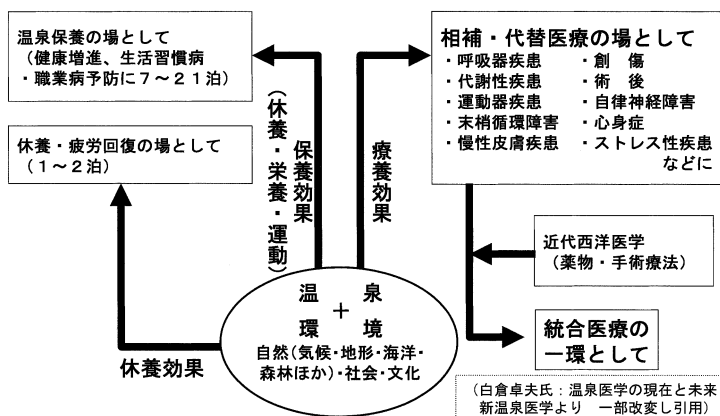 温泉保養の場として
(健康増進、生活習慣病
・職業病予防に7~21泊)
休養・疲労回復の場として
(1~2泊)
相補・代替医療の場として
・呼吸器疾患 ・創 傷
・代謝性疾患 ・術 後
・運動器疾患 ・自律神経障害
・末梢循環障害 ・心身症
・慢性皮膚疾患 ・ストレス性疾患
などに
(休養・栄養・運動)
保養効果
療養効果
近代西洋医学
(薬物・手術療法)
温 泉
+
環 境
自然(気候・地形・海洋・
森林ほか)・社会・文化
休養効果
統合医療の
一環として
(白倉卓夫氏:温泉医学の現在と未来
新温泉医学より 一部改変し引用)